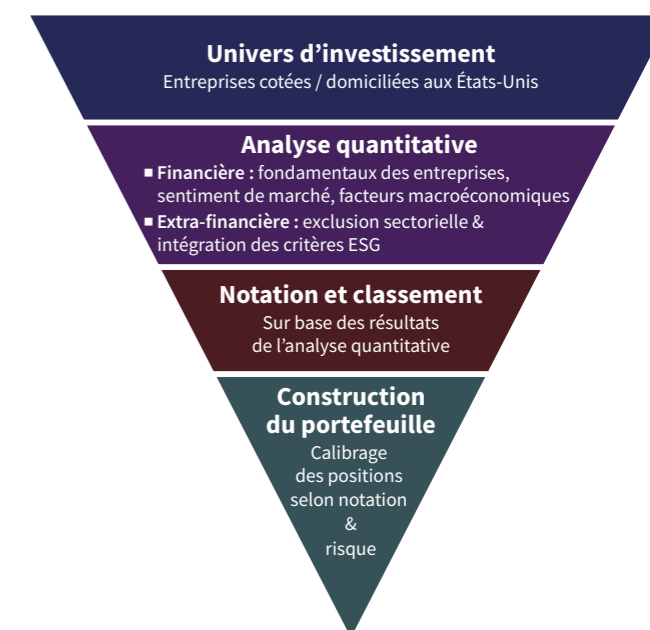 Univers d’investissement
Entreprises cotées / domiciliées aux États-Unis
Analyse quantitative
▪ Financière : fondamentaux des entreprises,
sentiment de marché, facteurs macroéconomiques
▪ Extra-financière : exclusion sectorielle &
intégration des critères ESG
Notation et classement
Sur base des résultats
de l’analyse quantitative
Construction
du portefeuille
Calibrage
des positions
selon notation
&
risque